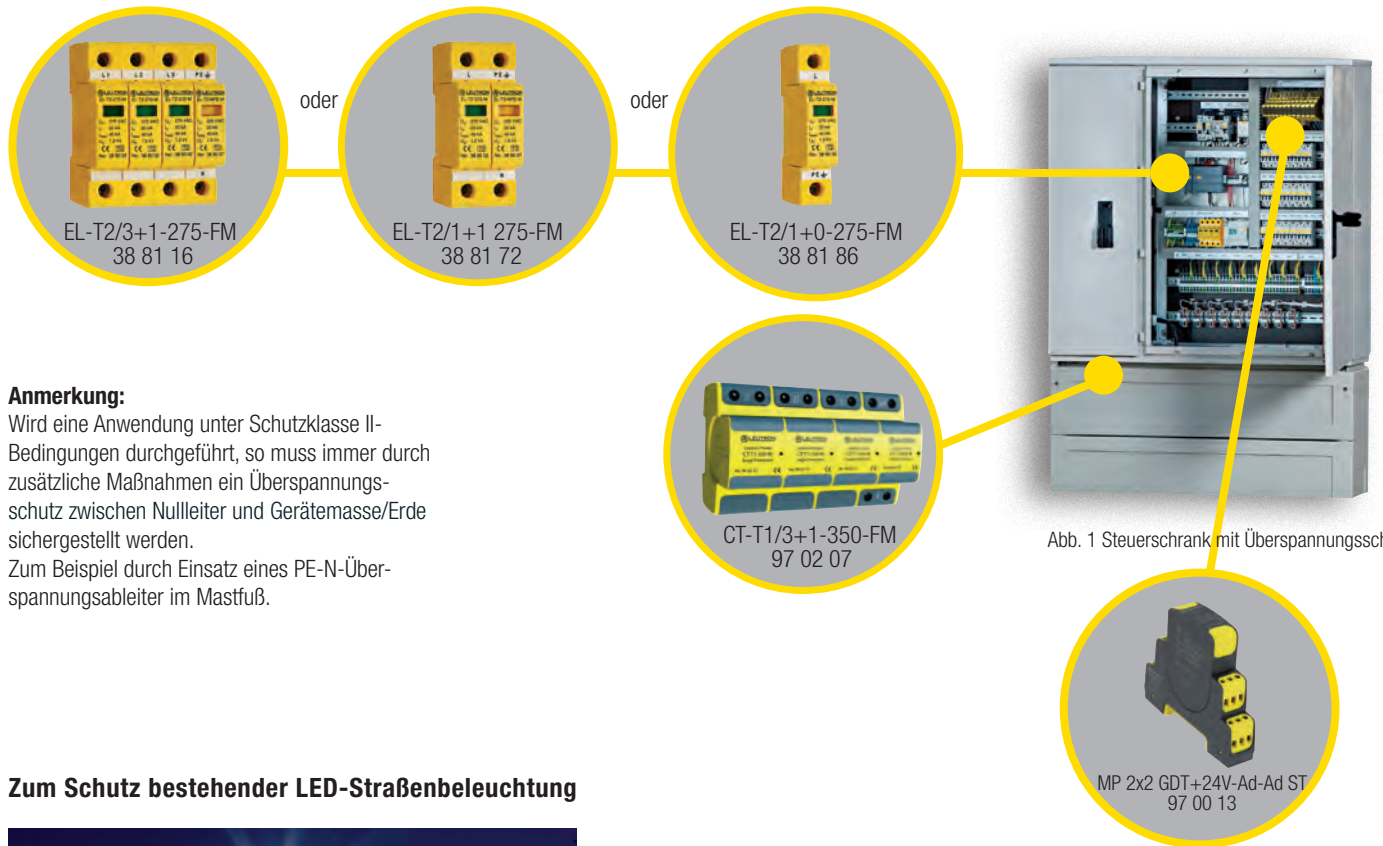 oder
oder
EL-T2/3+1-275-FM
38 81 16
EL-T2/1+1 275-FM
38 81 72
EL-T2/1+0-275-FM
38 81 86
Anmerkung:
Wird eine Anwendung unter Schutzklasse II-
Bedingungen durchgeführt, so muss immer durch
zusätzliche Maßnahmen ein Überspannungs-
schutz zwischen Nullleiter und Gerätemasse/Erde
sichergestellt werden.
Zum Beispiel durch Einsatz eines PE-N-Über-
spannungsableiter im Mastfuß.
CT-T1/3+1-350-FM
97 02 07
Abb. 1 Steuerschrank mit Überspannungssch
MP 2x2 GDT+24V-Ad-Ad ST
97 00 13
Zum Schutz bestehender LED-Straßenbeleuchtung